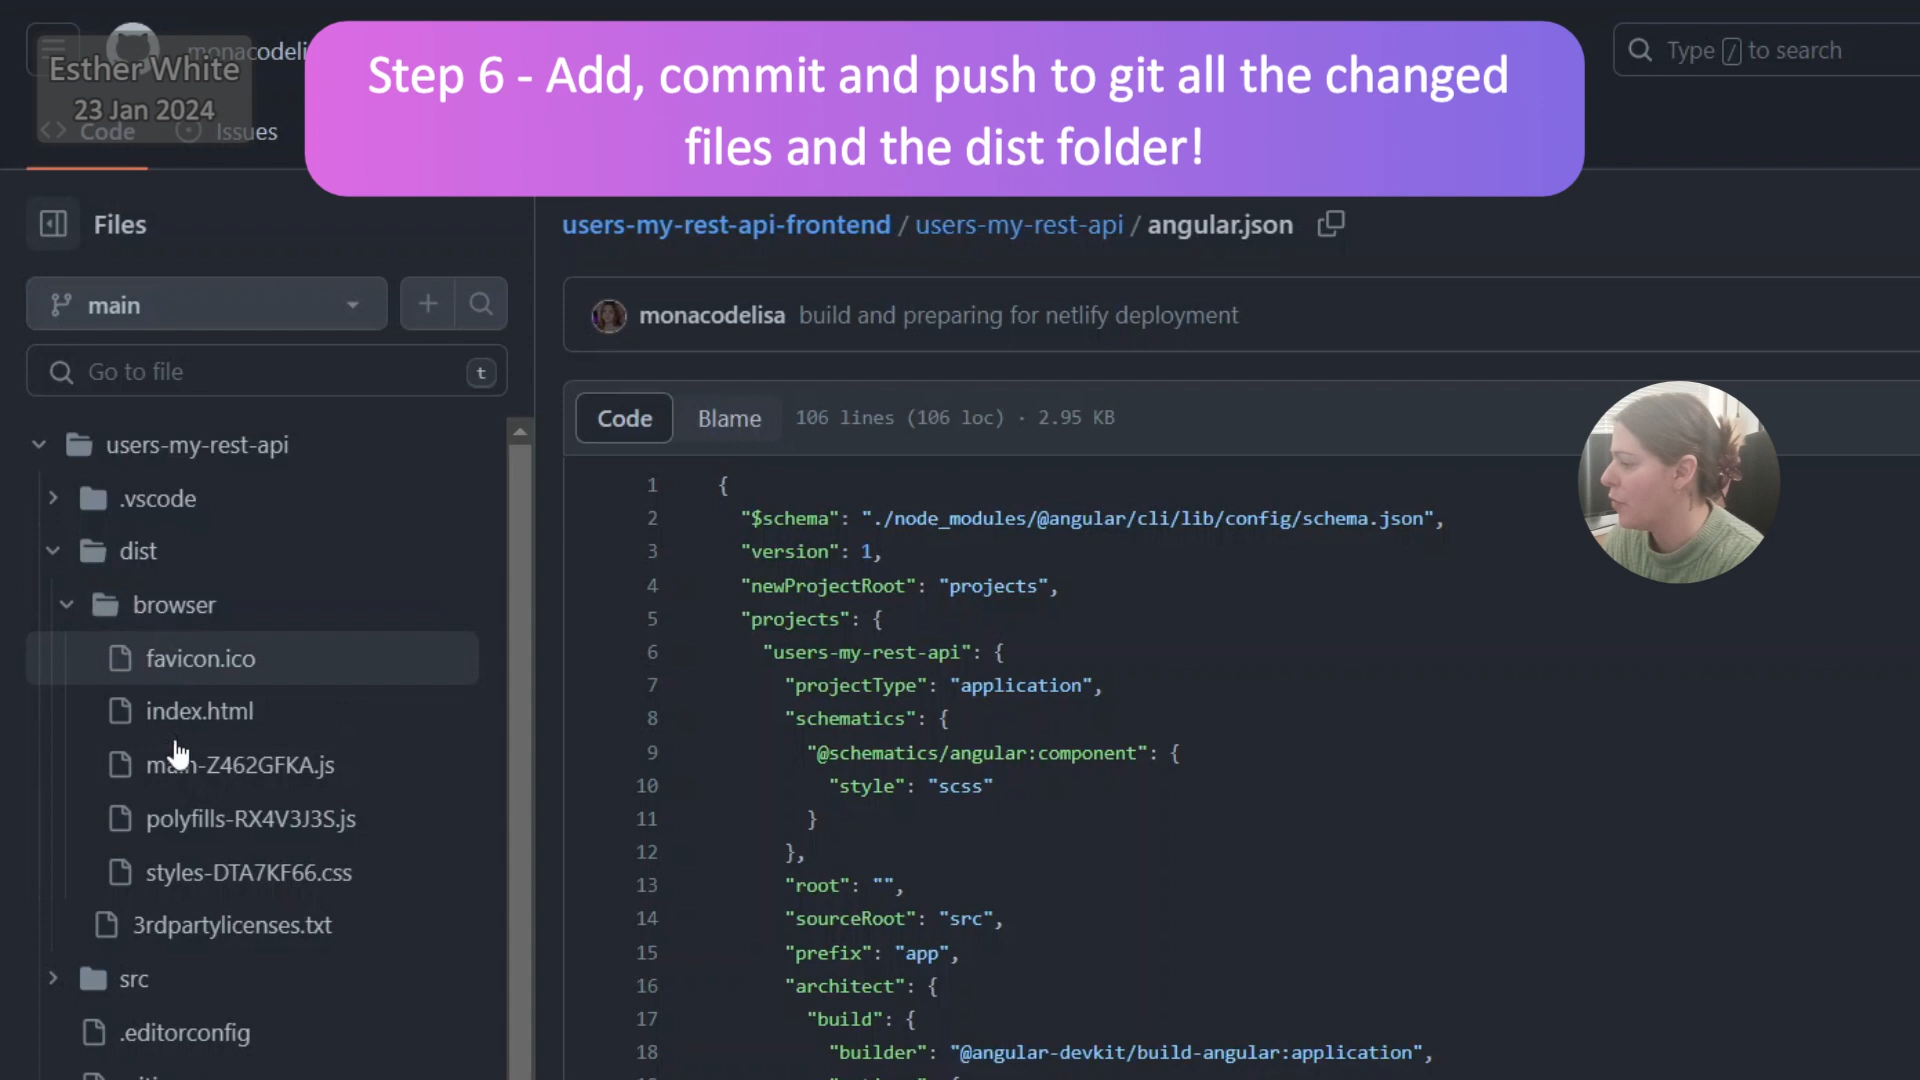 monacodeli
Esther White
23 Jan 2024
Code
Issues
Step 6 - Add, commit and push to git all the changed
files and the dist folder!
Type / to search
Files
users-my-rest-api-frontend / users-my-rest-api / angular.json
main
monacodelisa build and preparing for netlify deployment
Go to file
t
Code
Blame
106 lines (106 loc) · 2.95 KB
users-my-rest-api
.vscode
dist
browser
favicon.ico
index.html
main-Z462GFKA.js
polyfills-RX4V3J3S.js
styles-DTA7KF66.css
3rdpartylicenses.txt
src
.editorconfig
1 {
2 "$schema": "./node_modules/@angular/cli/lib/config/schema.json",
3 "version": 1,
4 "newProjectRoot": "projects",
5 "projects": {
6 "users-my-rest-api": {
7 "projectType": "application",
8 "schematics": {
9 "@schematics/angular:component": {
10 "style": "scss"
11 }
12 },
13 "root": "",
14 "sourceRoot": "src",
15 "prefix": "app",
16 "architect": {
17 "build": {
18 "builder": "@angular-devkit/build-angular:application",